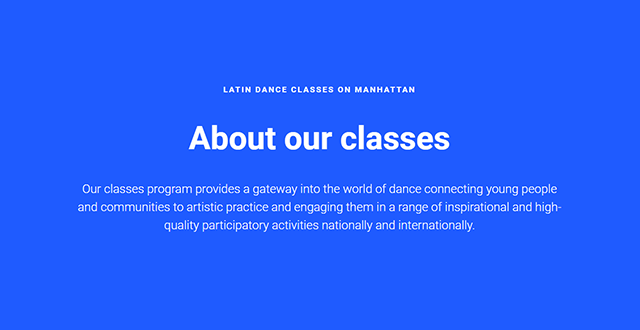 LATIN DANCE CLASSES ON MANHATTAN
About our classes
Our classes program provides a gateway into the world of dance connecting young people
and communities to artistic practice and engaging them in a range of inspirational and high-
quality participatory activities nationally and internationally.